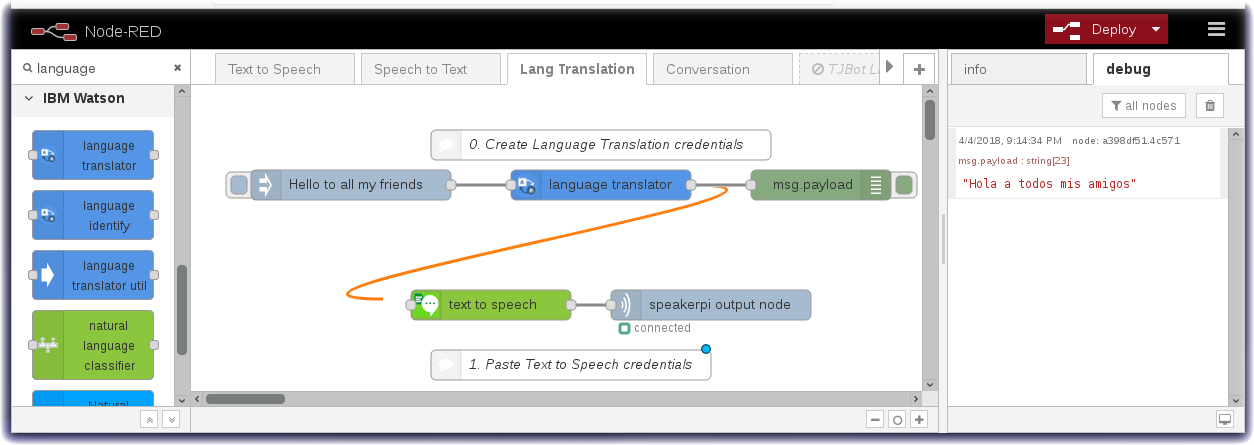 Node-RED
Deploy
language
Text to Speech
Speech to Text
Lang Translation
Conversation
TJBot L
info
debug
IBM Watson
all nodes
language
translator
language
identify
language
translator util
natural
language
classifier
Natural
0. Create Language Translation credentials
Hello to all my friends
language translator
msg.payload
text to speech
speakerpi output node
connected
1. Paste Text to Speech credentials
4/4/2018, 9:14:34 PM node: a398df51.4c571
msg.payload : string[23]
"Hola a todos mis amigos"